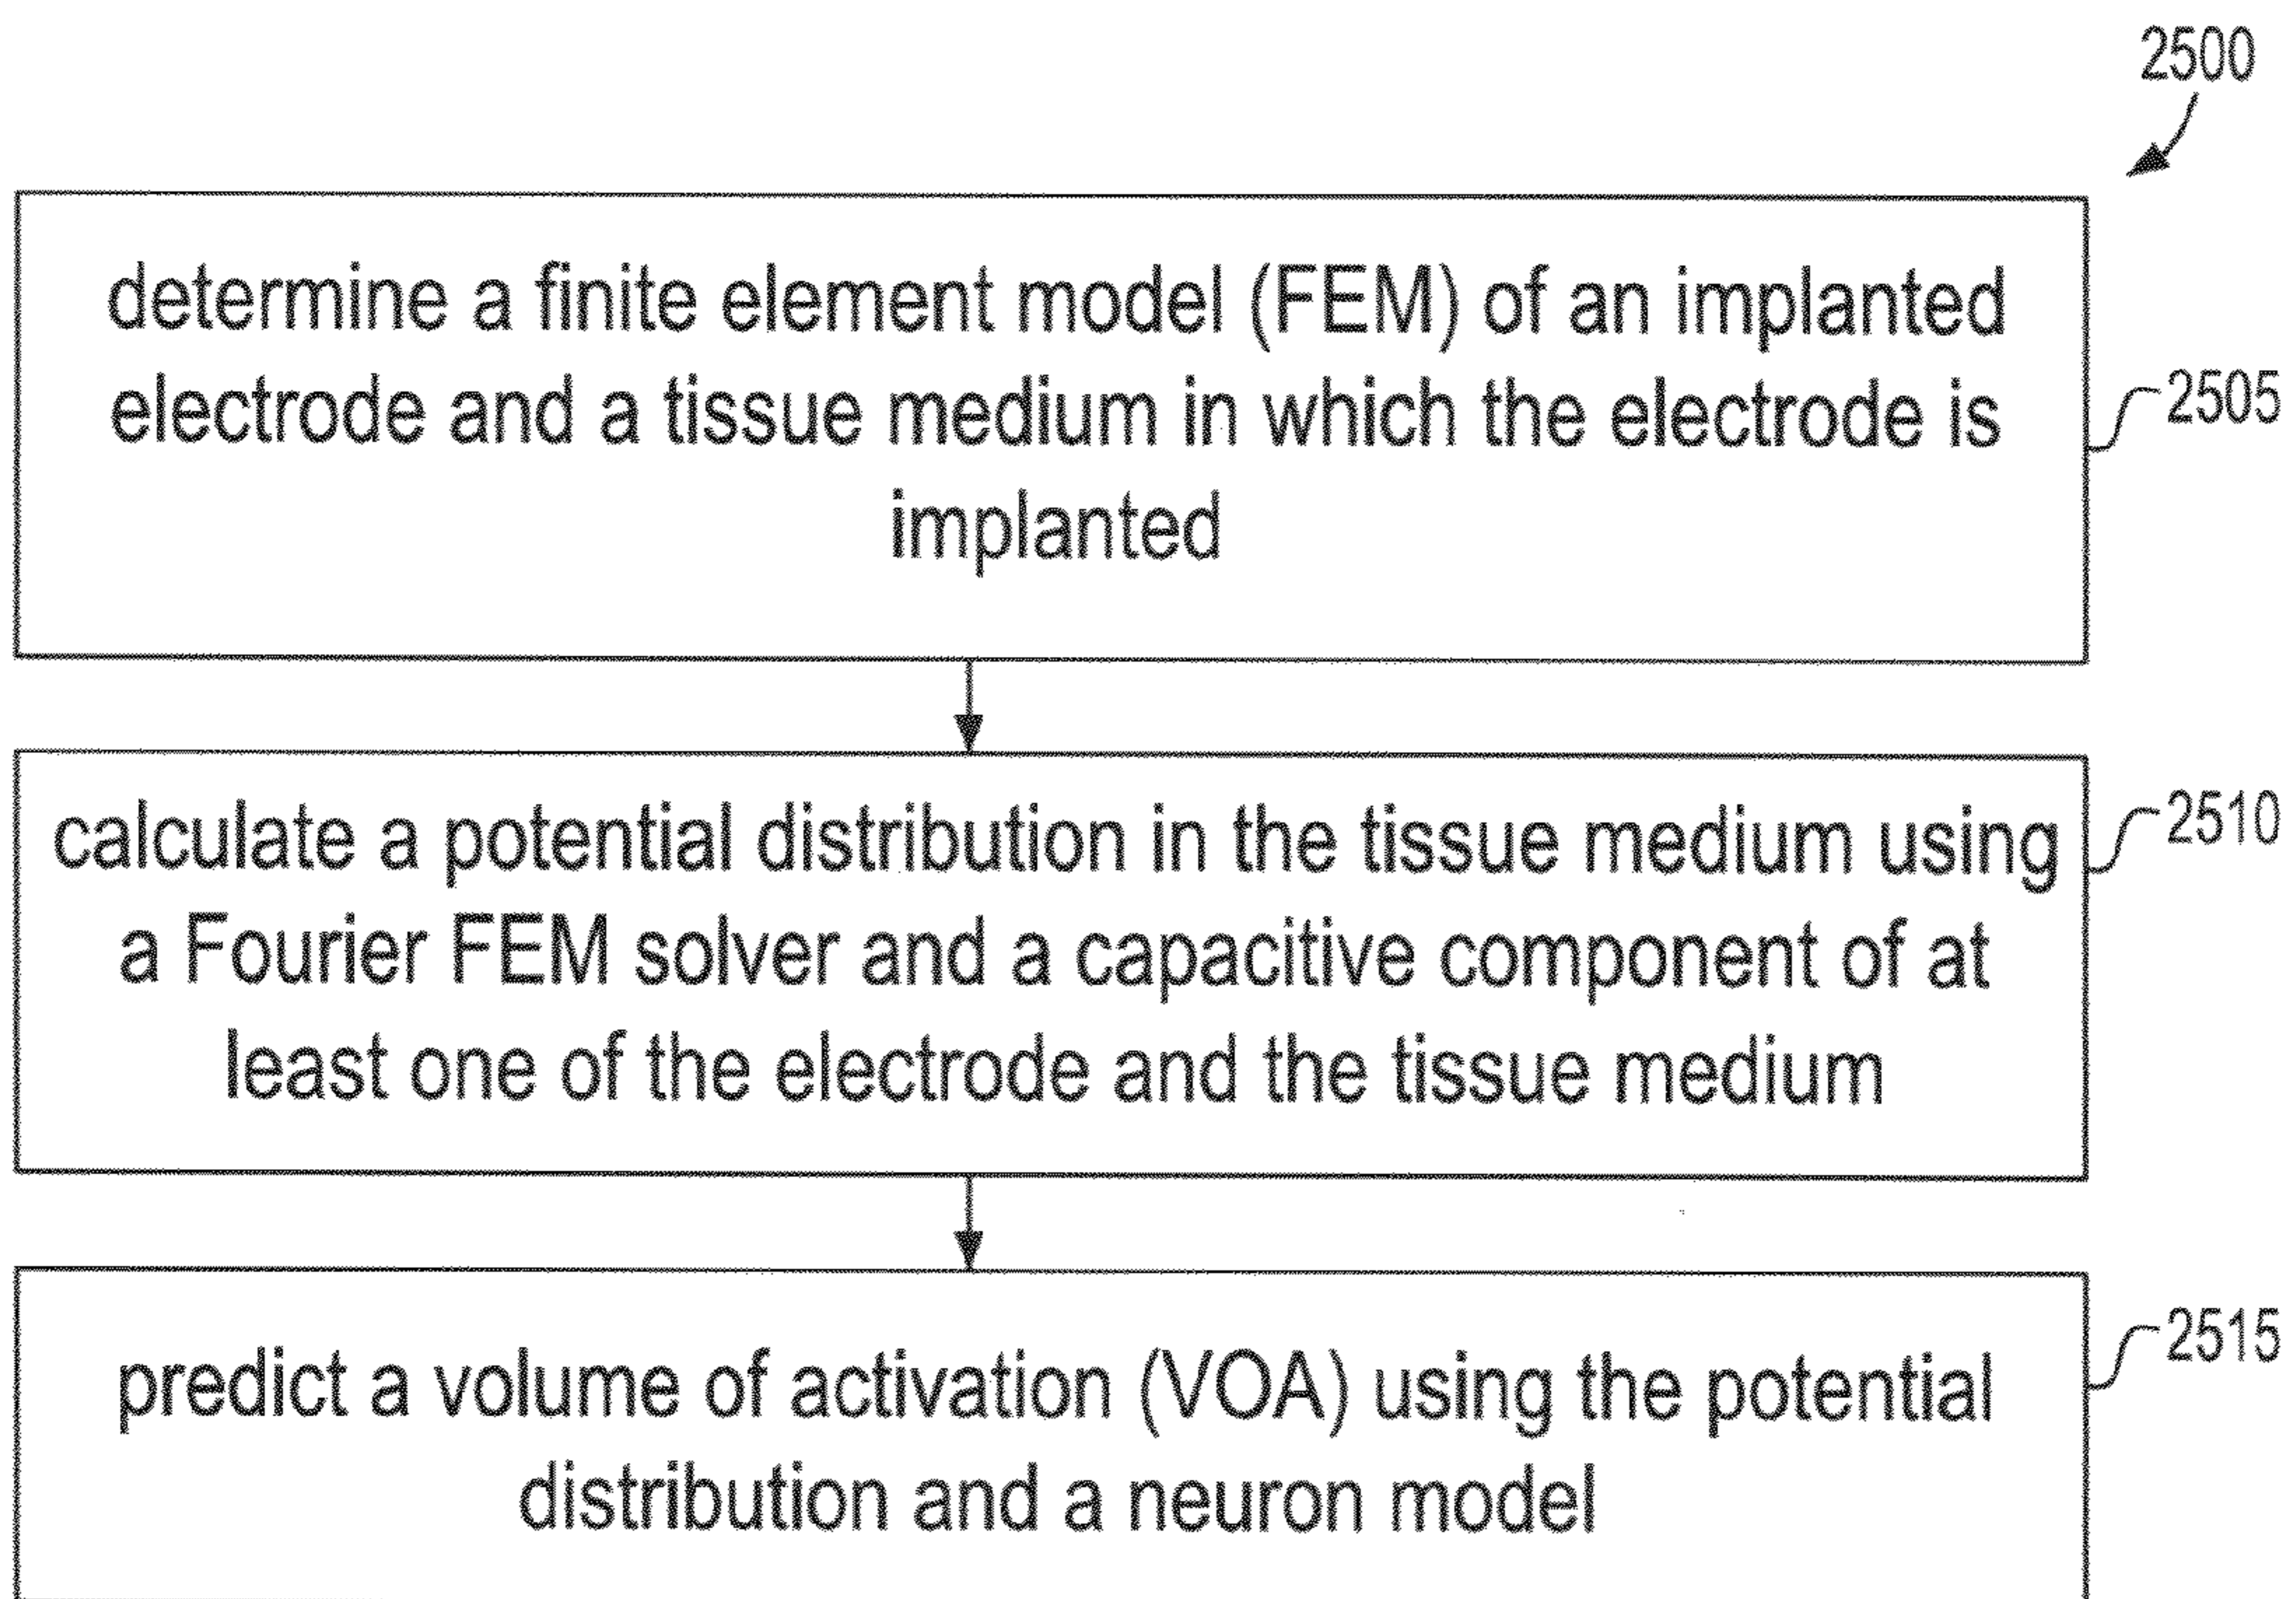 2500
determine a finite element model (FEM) of an implanted
electrode and a tissue medium in which the electrode is
implanted
2505
calculate a potential distribution in the tissue medium using
a Fourier FEM solver and a capacitive component of at
least one of the electrode and the tissue medium
2510
predict a volume of activation (VOA) using the potential
distribution and a neuron model
2515